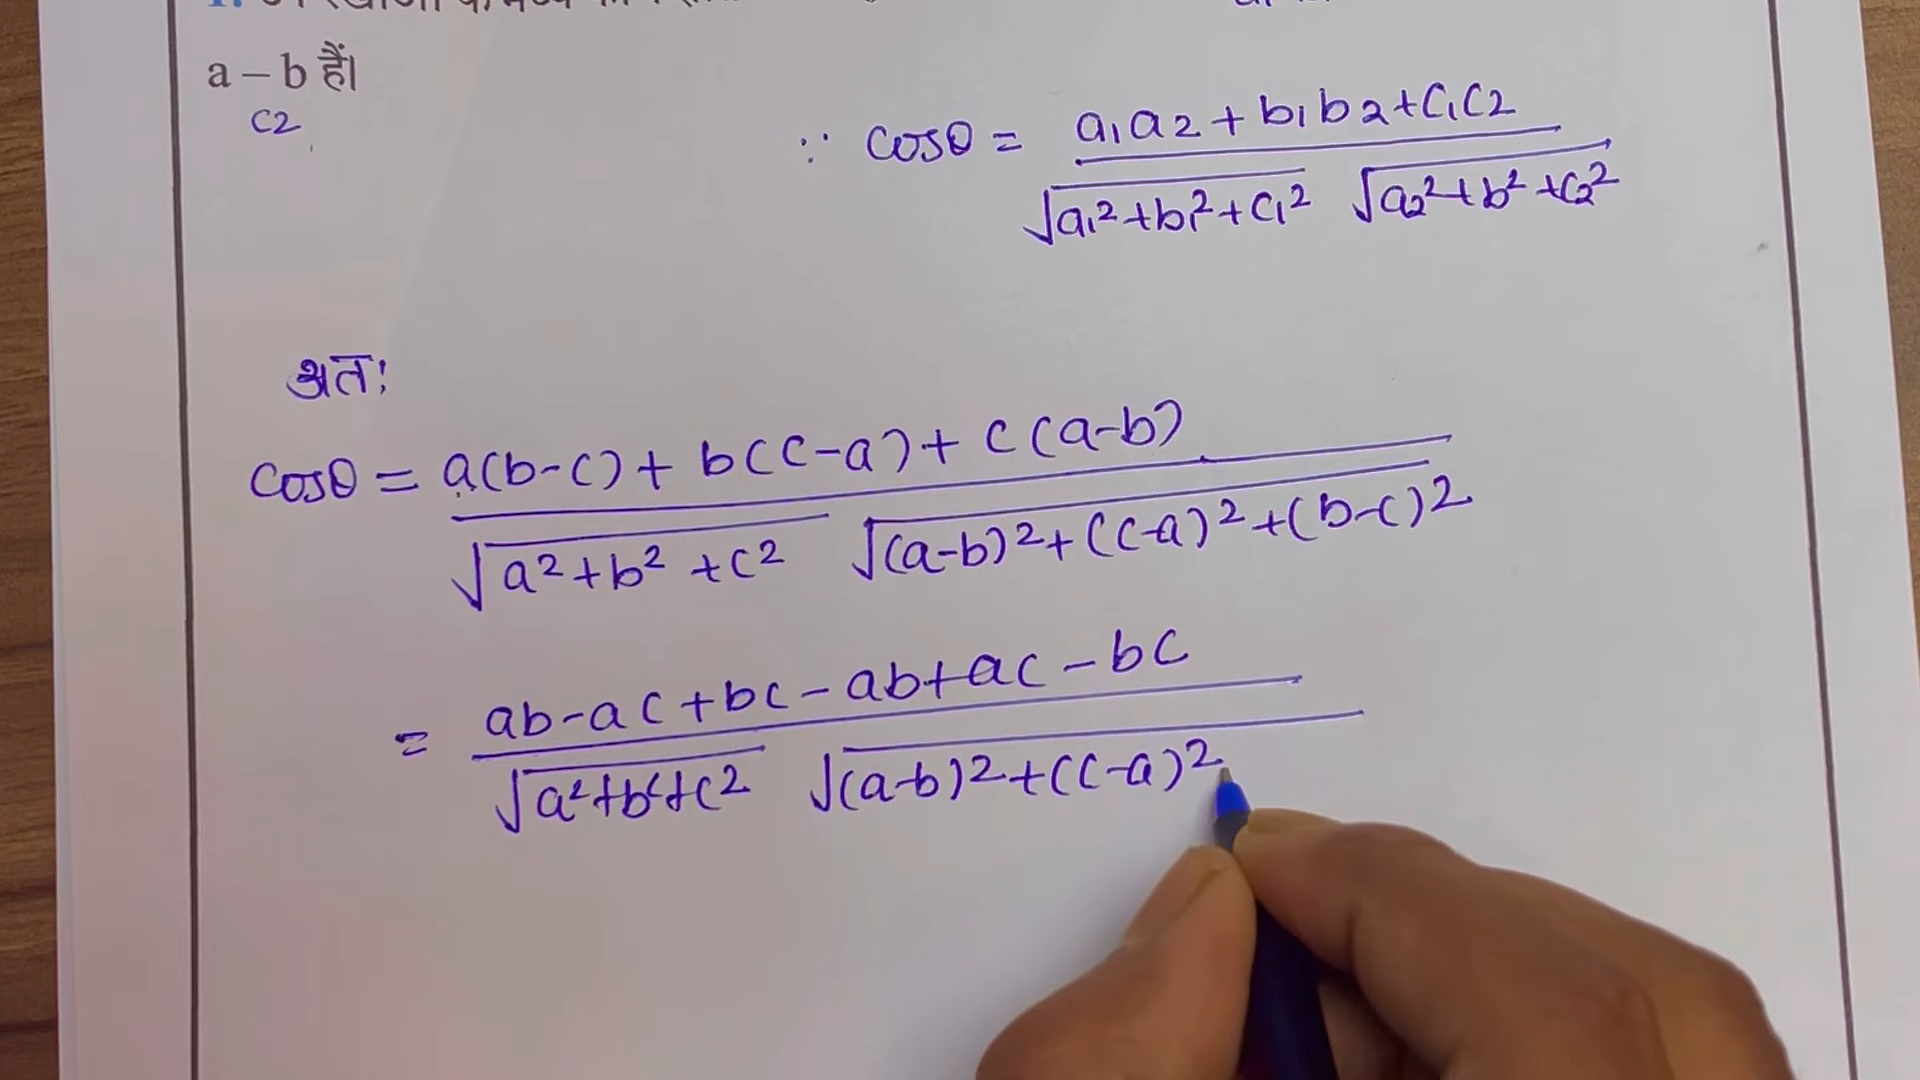 a – b हैं।
c2
∵ cosθ = a₁a₂ + b₁b₂ + c₁c₂
√a₁²+b₁²+c₁² √a₂²+b²+c₂²
अतः
cosθ = a(b-c) + b(c-a) + c(a-b)
√a²+b²+c² √(a-b)²+(c-a)²+(b-c)²
= ab-ac+bc-ab+ac-bc
√a²+b²+c² √(a-b)²+(c-a)²